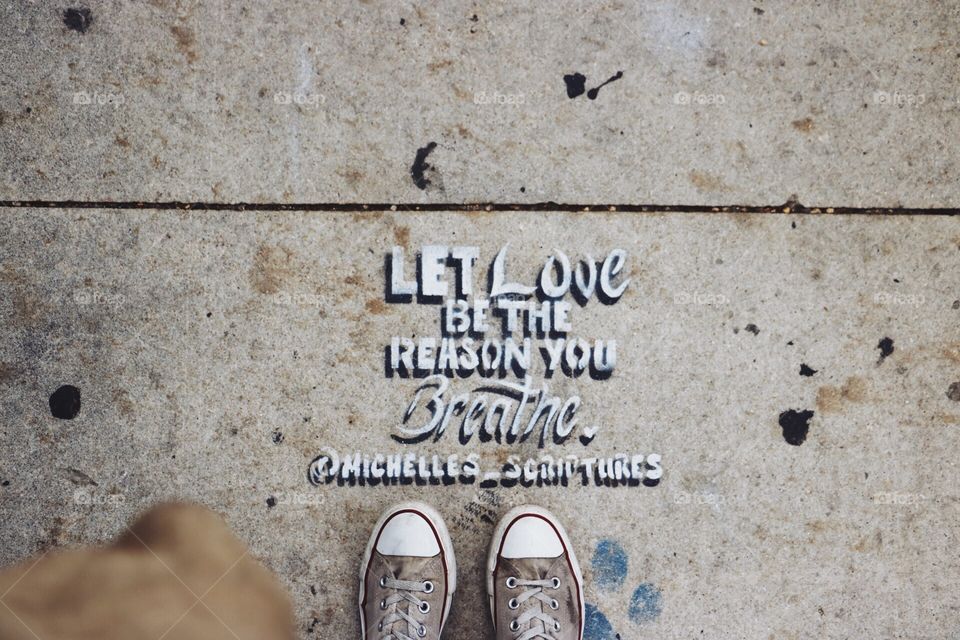 LET Love
BE THE
REASON YOU
Breathe.
@MICHELLES_SCRIPTURES